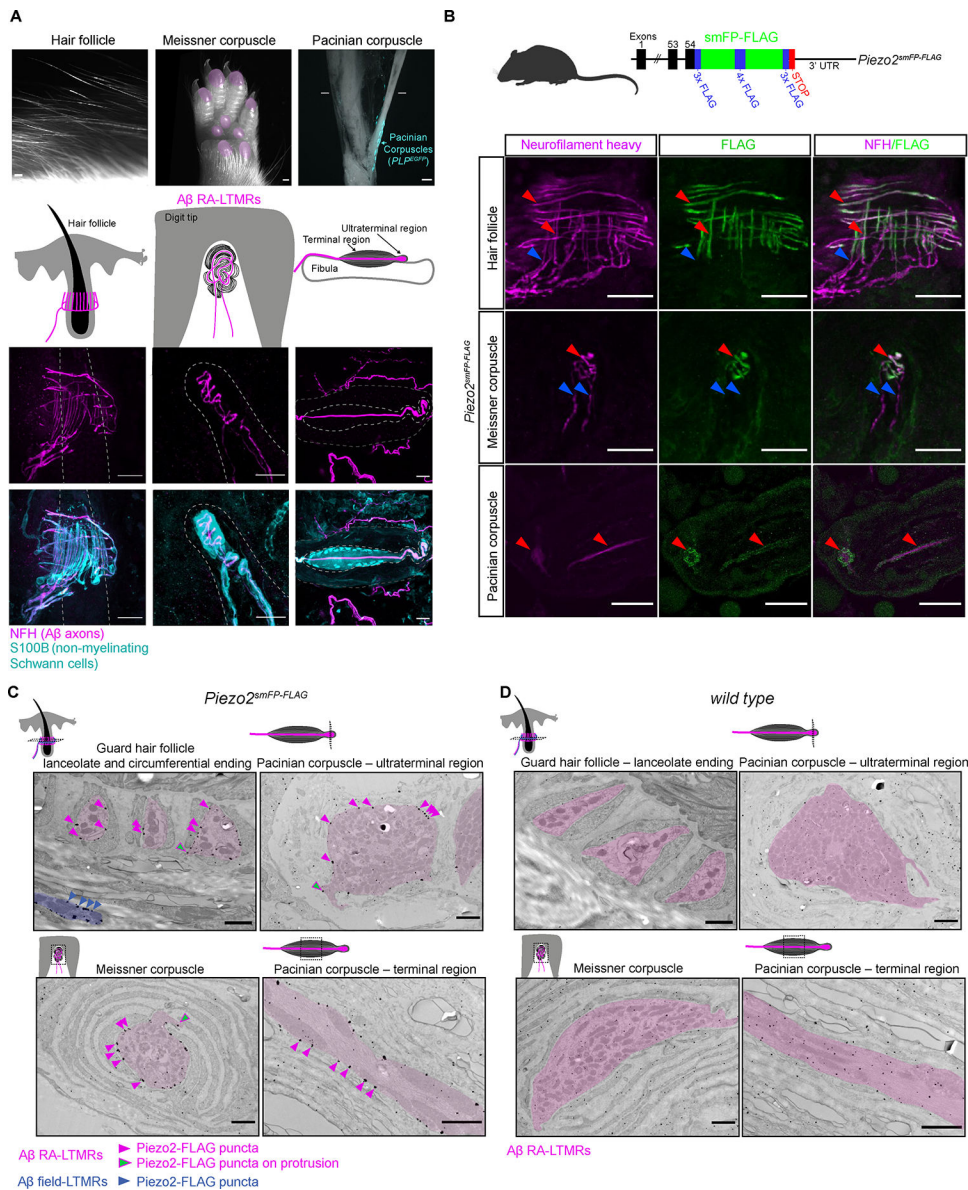 A
Hair follicle
Meissner corpuscle
Pacinian corpuscle
Pacinian
Corpuscles
(PLPEGFP)
Aβ RA-LTMRs
Hair follicle
Digit tip
Ultraterminal region
Terminal region
Fibula
NFH (Aβ axons)
S100B (non-myelinating
Schwann cells)
B
Exons
1
53
54
smFP-FLAG
3x FLAG
4x FLAG
3x FLAG
STOP
3' UTR
Piezo2smFP-FLAG
Neurofilament heavy
FLAG
NFH/FLAG
Piezo2smFP-FLAG
Hair follicle
Meissner corpuscle
Pacinian corpuscle
C
Piezo2smFP-FLAG
Guard hair follicle
lanceolate and circumferential ending
Pacinian corpuscle – ultraterminal region
Meissner corpuscle
Pacinian corpuscle – terminal region
Aβ RA-LTMRs
Piezo2-FLAG puncta
Piezo2-FLAG puncta on protrusion
Aβ field-LTMRs
Piezo2-FLAG puncta
D
wild type
Guard hair follicle – lanceolate ending
Pacinian corpuscle – ultraterminal region
Meissner corpuscle
Pacinian corpuscle – terminal region
Aβ RA-LTMRs